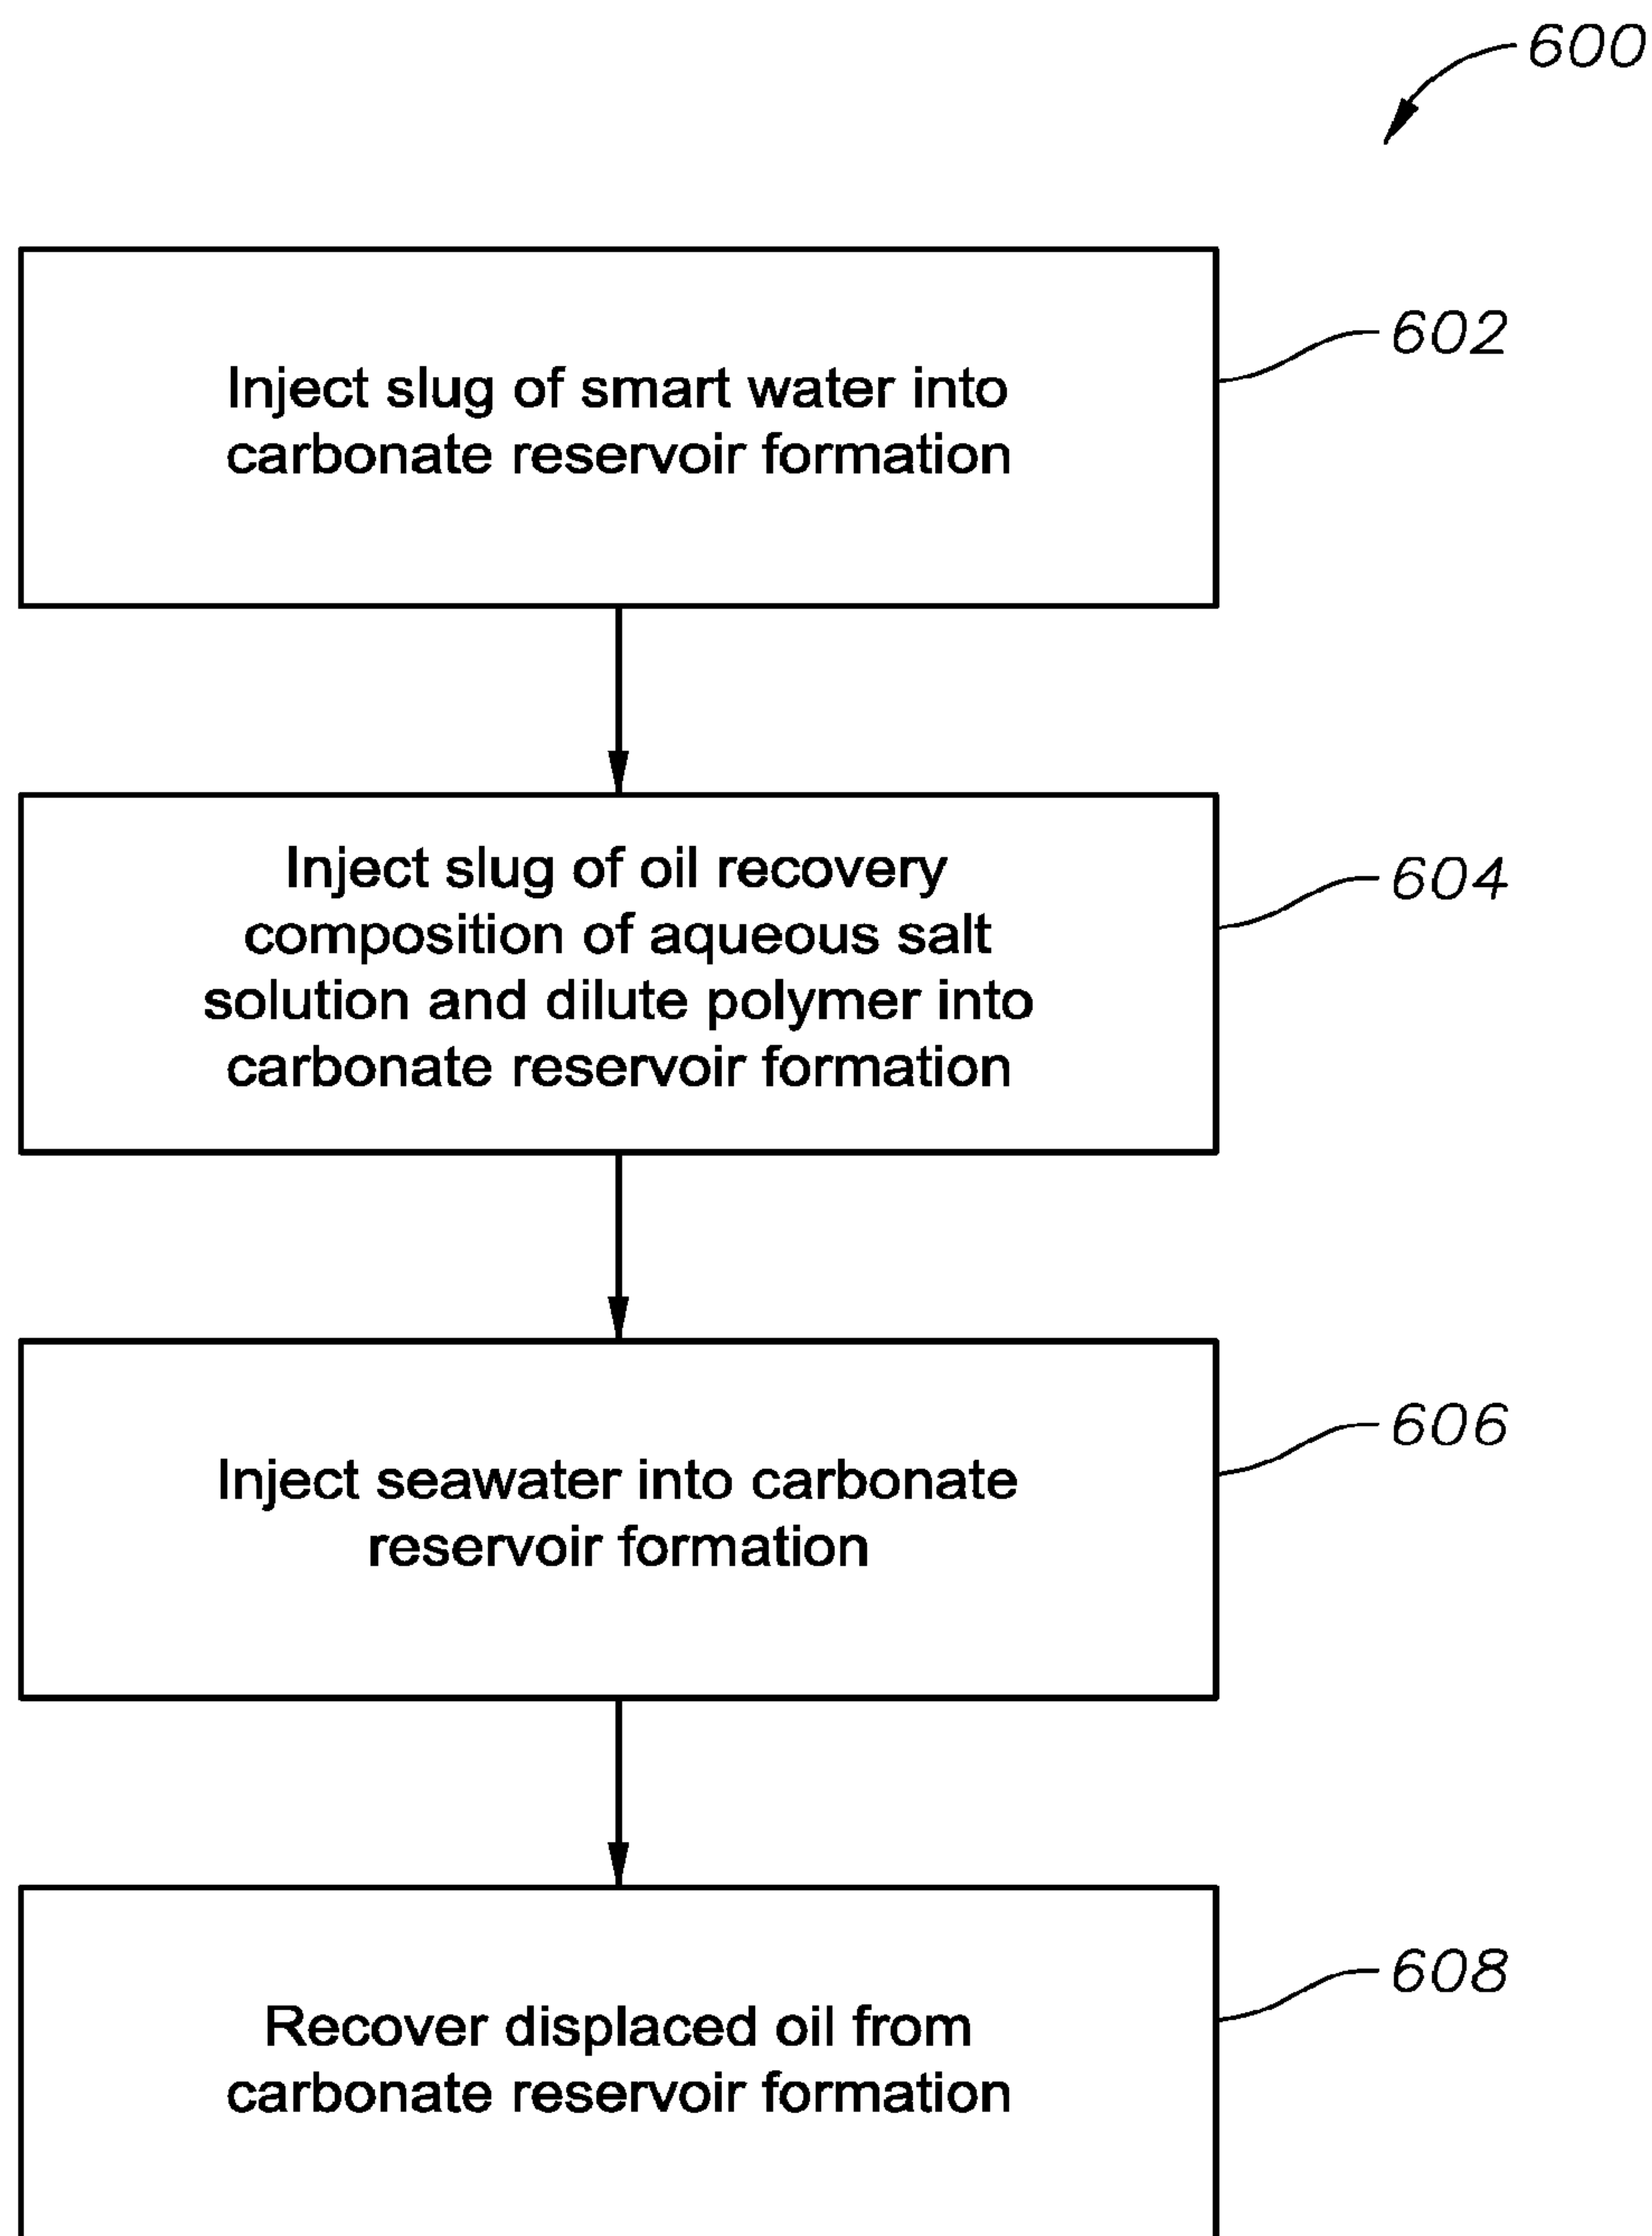 600
Inject slug of smart water into
carbonate reservoir formation
602
Inject slug of oil recovery
composition of aqueous salt
solution and dilute polymer into
carbonate reservoir formation
604
Inject seawater into carbonate
reservoir formation
606
Recover displaced oil from
carbonate reservoir formation
608